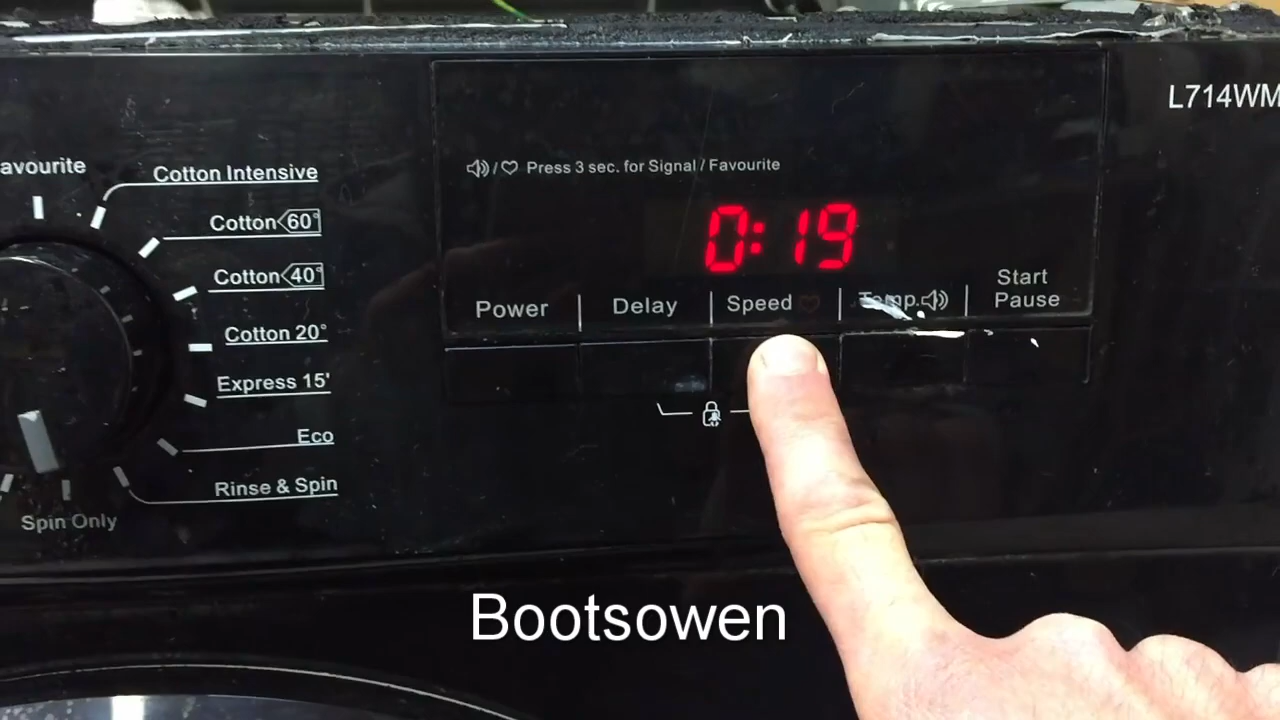 L714WM
avourite
Cotton Intensive
Cotton 60°
Cotton 40°
Cotton 20°
Express 15'
Eco
Rinse & Spin
Spin Only
/ Press 3 sec. for Signal / Favourite
0:19
Power
Delay
Speed
Temp.
Start
Pause
Bootsowen